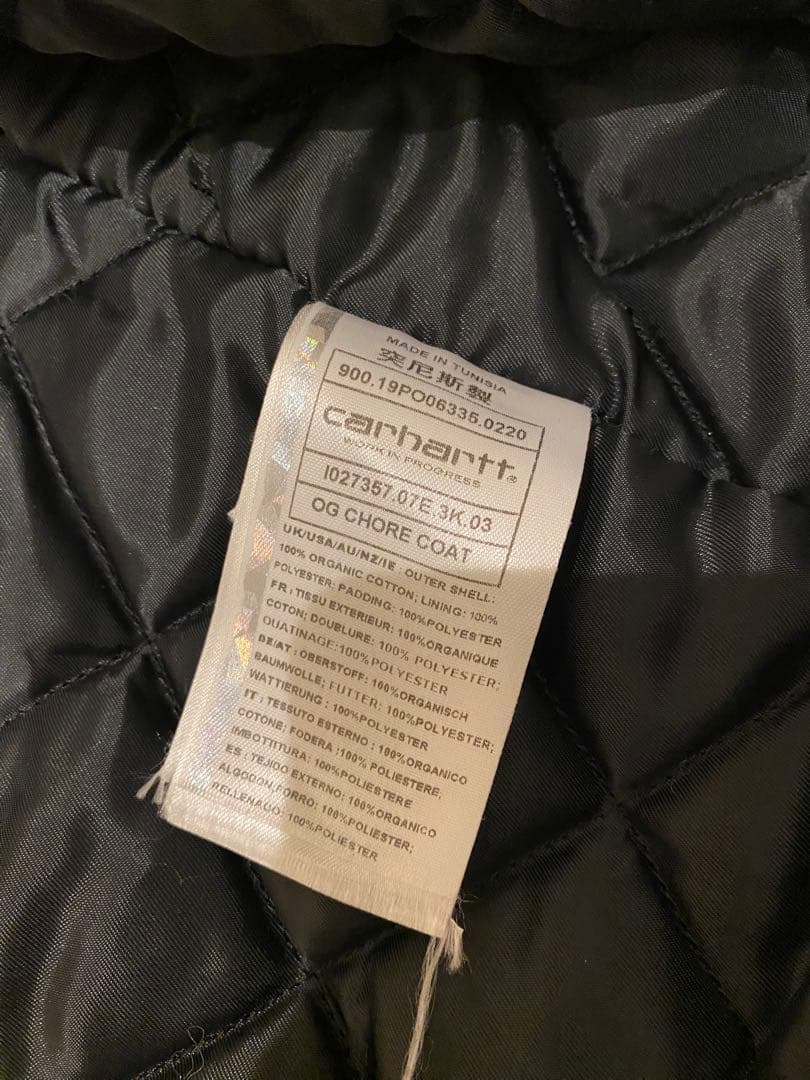 MADE IN TUNISIA
突尼斯製
900.19PO06335.0220
carhartt®
WORK IN PROGRESS
I027357.07E.3K.03
OG CHORE COAT
UK/USA/AU/NZ/IE : OUTER SHELL:
100% ORGANIC COTTON; LINING: 100%
POLYESTER; PADDING: 100%POLYESTER
FR : TISSU EXTERIEUR: 100%ORGANIQUE
COTON; DOUBLURE: 100% POLYESTER;
OUATINAGE:100%POLYESTER
DE/AT : OBERSTOFF: 100%ORGANISCH
BAUMWOLLE; FUTTER: 100%POLYESTER;
WATTIERUNG : 100%POLYESTER
IT : TESSUTO ESTERNO : 100%ORGANICO
COTONE; FODERA :100% POLIESTERE;
IMBOTTITURA: 100%POLIESTERE
ES : TEJIDO EXTERNO: 100%ORGANICO
ALGODON;FORRO: 100%POLIESTER;
RELLENADO:100%POLIESTER